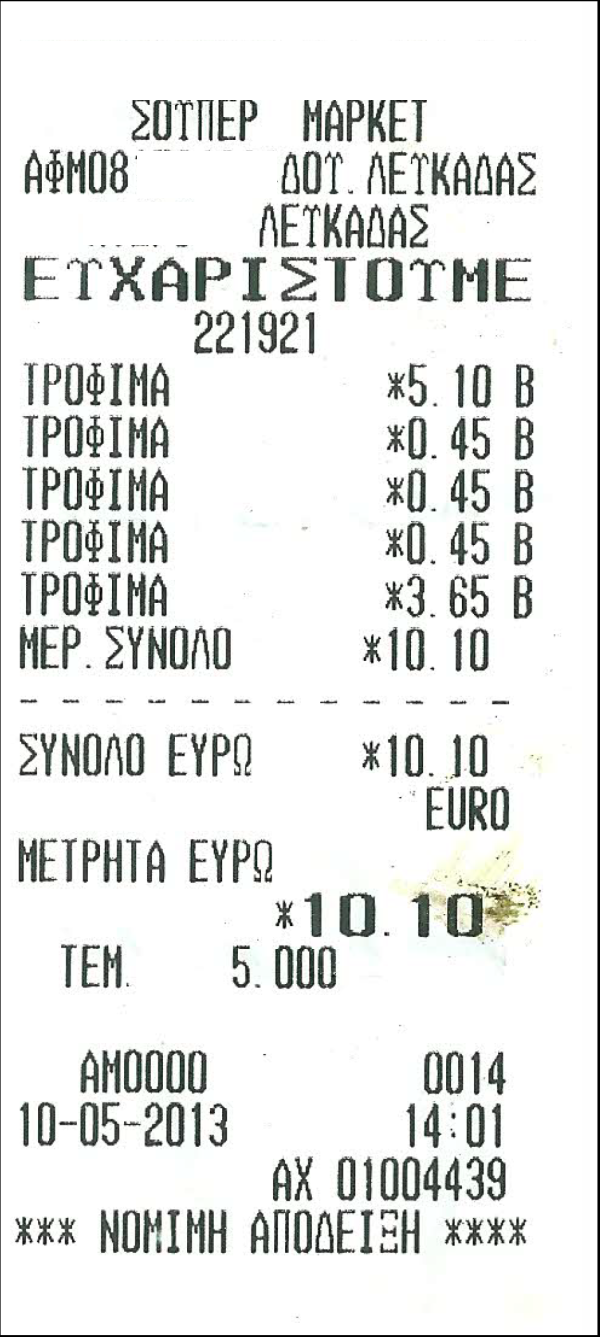 ΣΟΥΠΕΡ ΜΑΡΚΕΤ
ΑΦΜ08 ΔΟΥ. ΛΕΥΚΑΔΑΣ
ΛΕΥΚΑΔΑΣ
ΕΥΧΑΡΙΣΤΟΥΜΕ
221921
ΤΡΟΦΙΜΑ *5.10 Β
ΤΡΟΦΙΜΑ *0.45 Β
ΤΡΟΦΙΜΑ *0.45 Β
ΤΡΟΦΙΜΑ *0.45 Β
ΤΡΟΦΙΜΑ *3.65 Β
ΜΕΡ.ΣΥΝΟΛΟ *10.10
- - - - - - - - - - - -
ΣΥΝΟΛΟ ΕΥΡΩ *10.10
EURO
ΜΕΤΡΗΤΑ ΕΥΡΩ
*10.10
ΤΕΜ. 5.000
ΑΜ0000 0014
10-05-2013 14:01
ΑΧ 01004439
*** ΝΟΜΙΜΗ ΑΠΟΔΕΙΞΗ ****